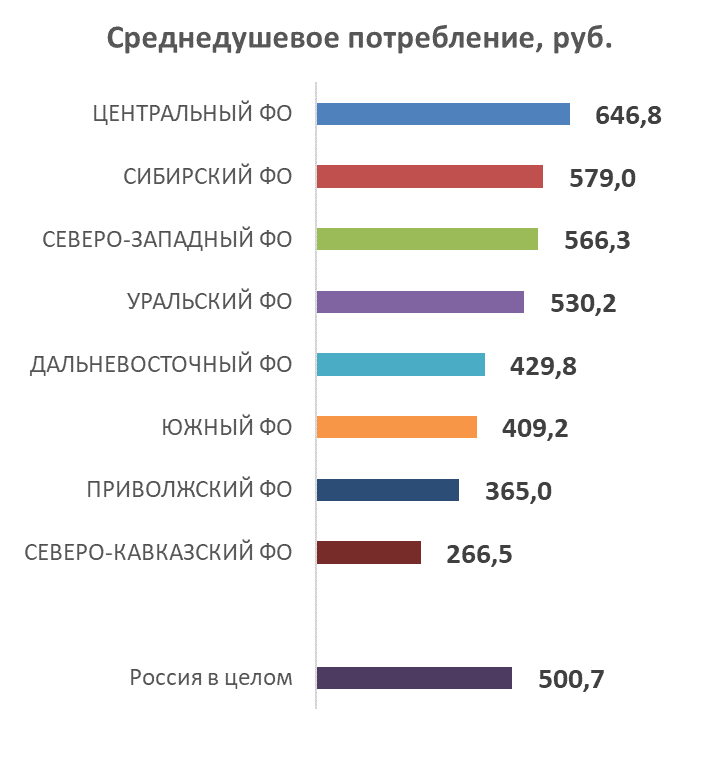 Среднедушевое потребление, руб.
ЦЕНТРАЛЬНЫЙ ФО 646,8
СИБИРСКИЙ ФО 579,0
СЕВЕРО-ЗАПАДНЫЙ ФО 566,3
УРАЛЬСКИЙ ФО 530,2
ДАЛЬНЕВОСТОЧНЫЙ ФО 429,8
ЮЖНЫЙ ФО 409,2
ПРИВОЛЖСКИЙ ФО 365,0
СЕВЕРО-КАВКАЗСКИЙ ФО 266,5
Россия в целом 500,7